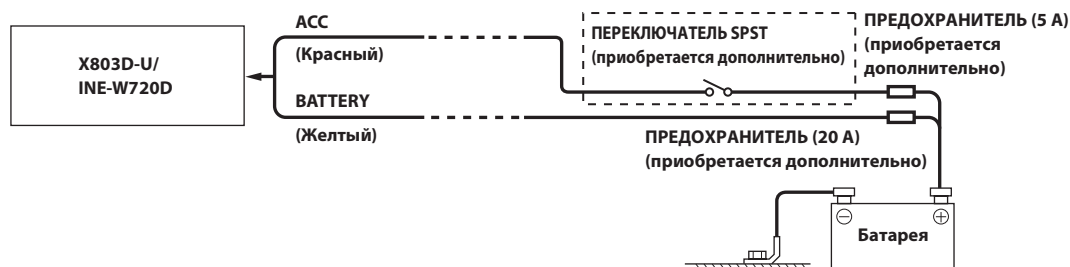 X803D-U/
INE-W720D
ACC
(Красный)
BATTERY
(Желтый)
ПЕРЕКЛЮЧАТЕЛЬ SPST
(приобретается дополнительно)
ПРЕДОХРАНИТЕЛЬ (5 А)
(приобретается
дополнительно)
ПРЕДОХРАНИТЕЛЬ (20 А)
(приобретается дополнительно)
Батарея